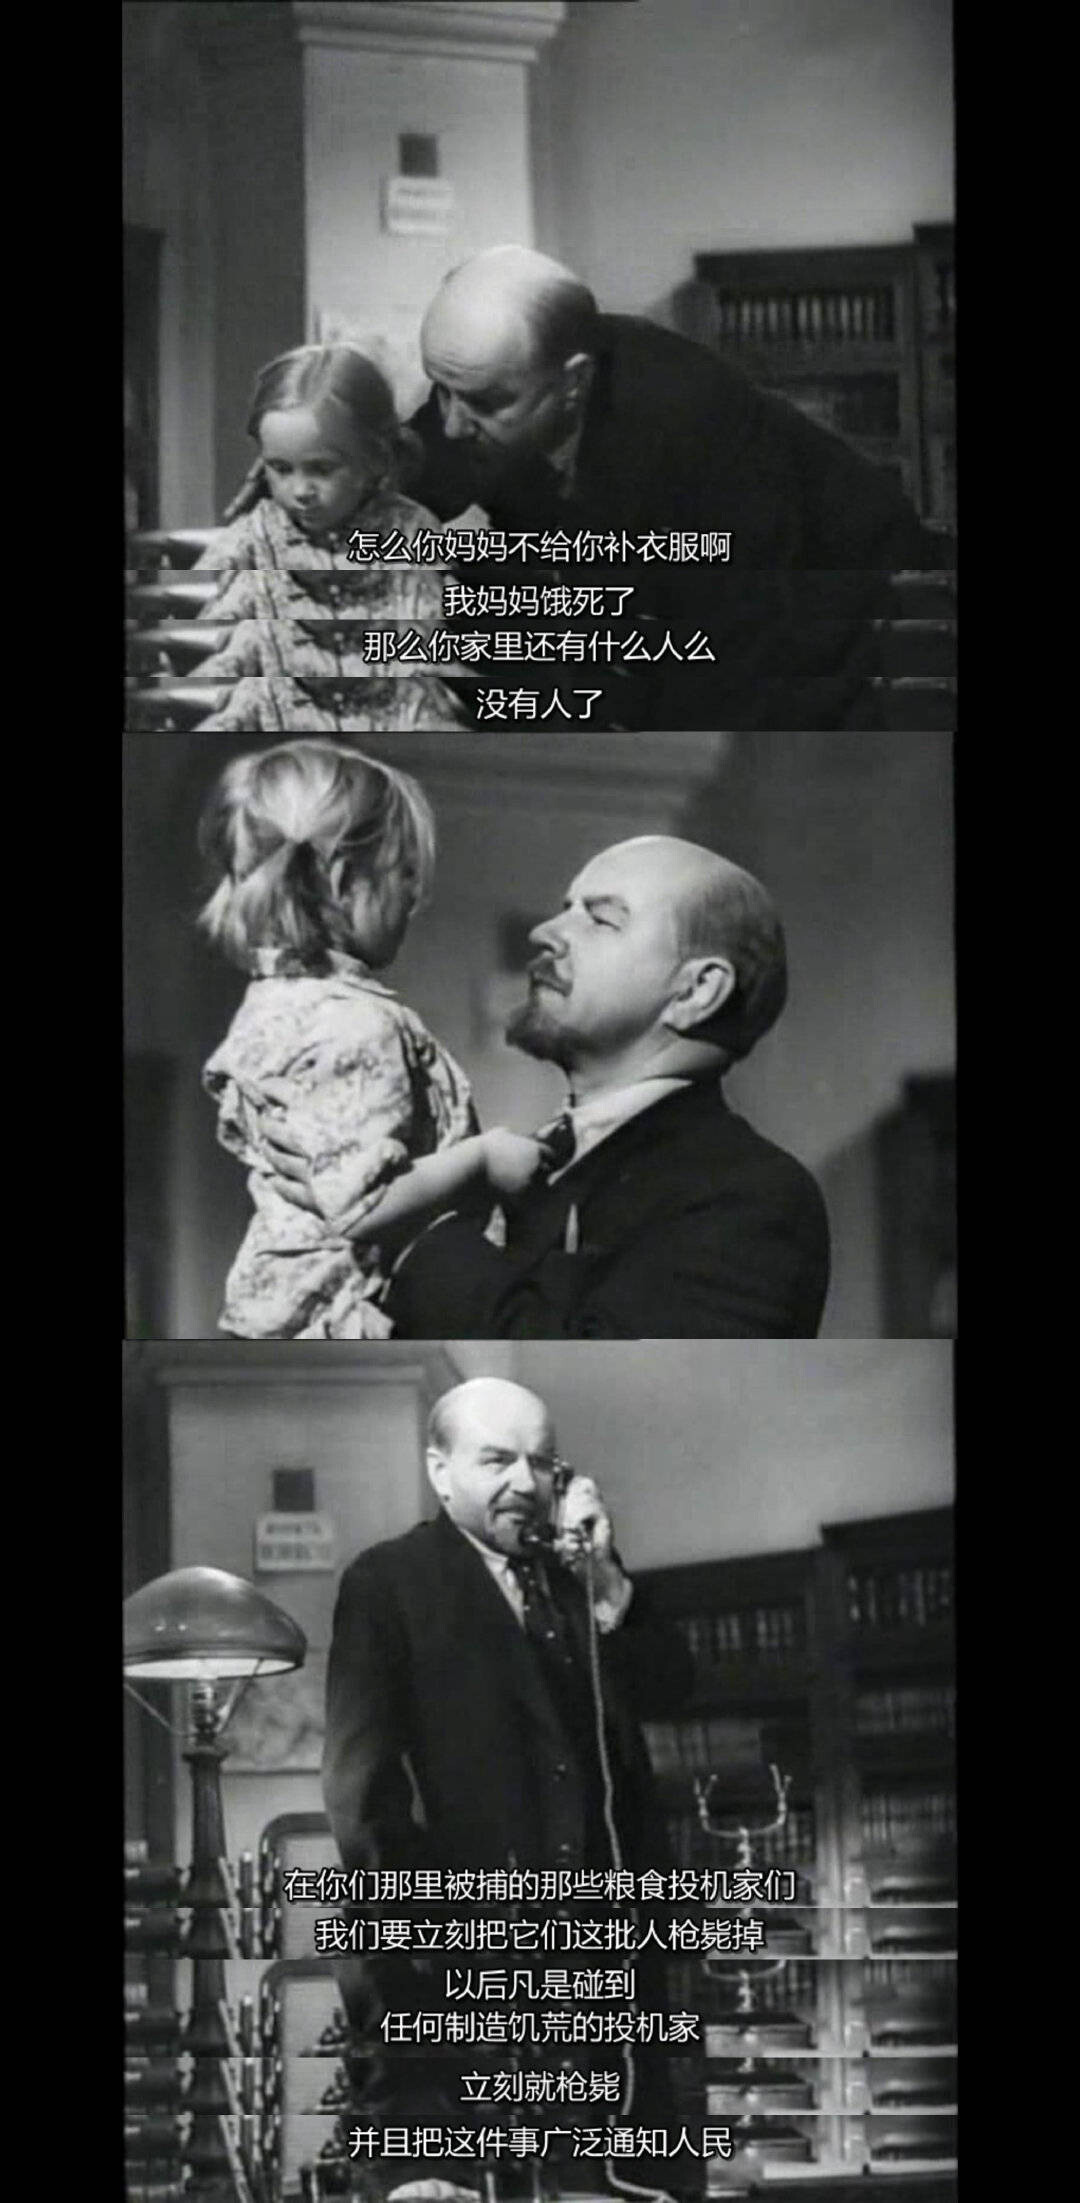 怎么你妈妈不给你补衣服啊
我妈妈饿死了
那么你家里还有什么人么
没有人了
在你们那里被捕的那些粮食投机家们
我们要立刻把它们这批人枪毙掉
以后凡是碰到
任何制造饥荒的投机家
立刻就枪毙
并且把这件事广泛通知人民